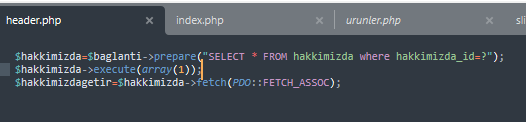 header.php × index.php × urunler.php × sli
$hakkimizda=$baglanti->prepare("SELECT * FROM hakkimizda where hakkimizda_id=?");
$hakkimizda->execute(array(1));
$hakkimizdagetir=$hakkimizda->fetch(PDO::FETCH_ASSOC);